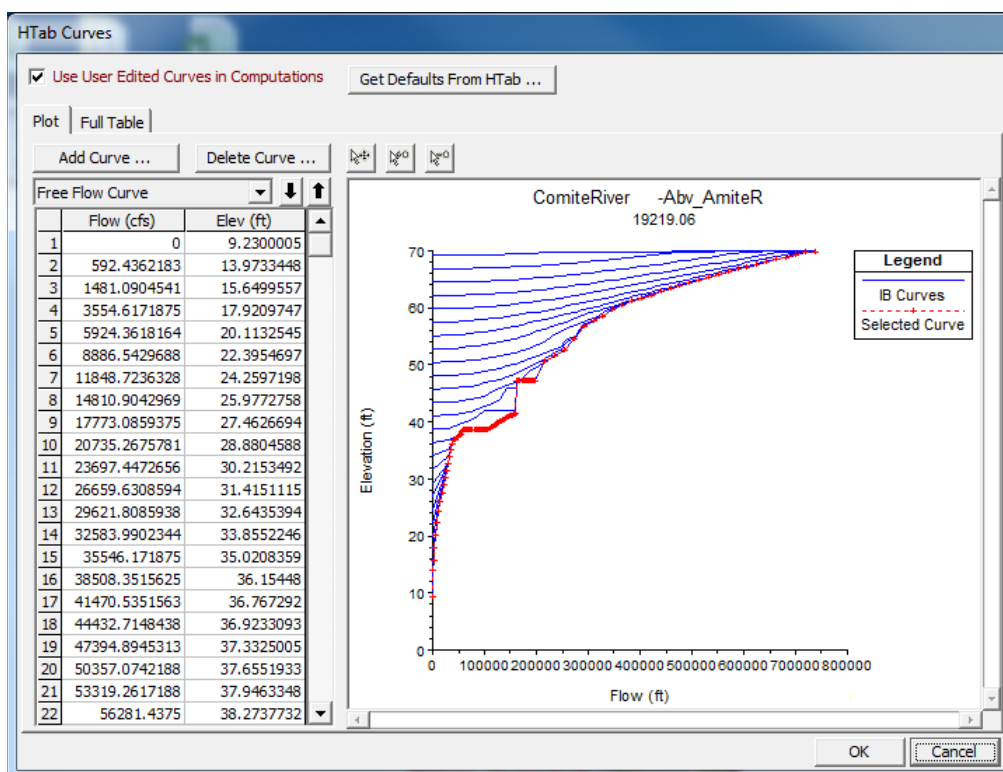 HTab Curves
Use User Edited Curves in Computations
Get Defaults From HTab ...
Plot
Full Table
Add Curve ...
Delete Curve ...
Free Flow Curve
Flow (cfs) Elev (ft)
1 0 9.2300005
2 592.4362183 13.9733448
3 1481.0904541 15.6499557
4 3554.6171875 17.9209747
5 5924.3618164 20.1132545
6 8886.5429688 22.3954697
7 11848.7236328 24.2597198
8 14810.9042969 25.9772758
9 17773.0859375 27.4626694
10 20735.2675781 28.8804588
11 23697.4472656 30.2153492
12 26659.6308594 31.4151115
13 29621.8085938 32.6435394
14 32583.9902344 33.8552246
15 35546.171875 35.0208359
16 38508.3515625 36.15448
17 41470.5351563 36.767292
18 44432.7148438 36.9233093
19 47394.8945313 37.3325005
20 50357.0742188 37.6551933
21 53319.2617188 37.9463348
22 56281.4375 38.2737732
ComiteRiver -Abv_AmiteR
19219.06
70
60
50
40
30
20
10
0
Elevation (ft)
0 100000 200000 300000 400000 500000 600000 700000 800000
Flow (ft)
Legend
IB Curves
Selected Curve
OK
Cancel